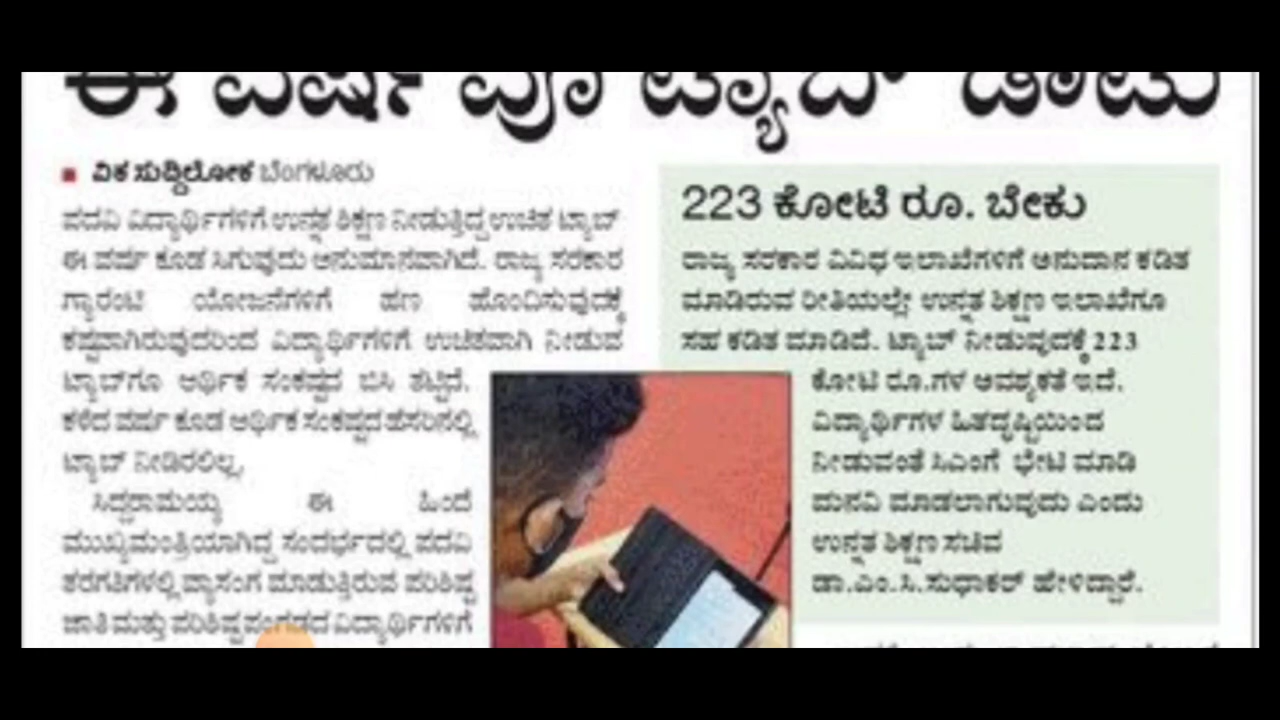 ಈ ವರ್ಷವೂ ಟ್ಯಾಬ್ ಡೌಟು
ವಿಕ ಸುದ್ದಿಲೋಕ ಬೆಂಗಳೂರು
ಪದವಿ ವಿದ್ಯಾರ್ಥಿಗಳಿಗೆ ಉನ್ನತ ಶಿಕ್ಷಣ ನೀಡುತ್ತಿದ್ದ ಉಚಿತ ಟ್ಯಾಬ್
ಈ ವರ್ಷ ಕೂಡ ಸಿಗುವುದು ಅನುಮಾನವಾಗಿದೆ. ರಾಜ್ಯ ಸರಕಾರ
ಗ್ಯಾರಂಟಿ ಯೋಜನೆಗಳಿಗೆ ಹಣ ಹೊಂದಿಸುವುದಕ್ಕೆ
ಕಷ್ಟವಾಗಿರುವುದರಿಂದ ವಿದ್ಯಾರ್ಥಿಗಳಿಗೆ ಉಚಿತವಾಗಿ ನೀಡುವ
ಟ್ಯಾಬ್‌ಗೂ ಆರ್ಥಿಕ ಸಂಕಷ್ಟದ ಬಿಸಿ ತಟ್ಟಿದೆ.
ಕಳೆದ ವರ್ಷ ಕೂಡ ಆರ್ಥಿಕ ಸಂಕಷ್ಟದ ಹೆಸರಿನಲ್ಲಿ
ಟ್ಯಾಬ್ ನೀಡಿರಲಿಲ್ಲ.
ಸಿದ್ದರಾಮಯ್ಯ ಈ ಹಿಂದೆ
ಮುಖ್ಯಮಂತ್ರಿಯಾಗಿದ್ದ ಸಂದರ್ಭದಲ್ಲಿ ಪದವಿ
ತರಗತಿಗಳಲ್ಲಿ ವ್ಯಾಸಂಗ ಮಾಡುತ್ತಿರುವ ಪರಿಶಿಷ್ಟ
ಜಾತಿ ಮತ್ತು ಪರಿಶಿಷ್ಟ ಪಂಗಡದ ವಿದ್ಯಾರ್ಥಿಗಳಿಗೆ
223 ಕೋಟಿ ರೂ. ಬೇಕು
ರಾಜ್ಯ ಸರಕಾರ ವಿವಿಧ ಇಲಾಖೆಗಳಿಗೆ ಅನುದಾನ ಕಡಿತ
ಮಾಡಿರುವ ರೀತಿಯಲ್ಲೇ ಉನ್ನತ ಶಿಕ್ಷಣ ಇಲಾಖೆಗೂ
ಸಹ ಕಡಿತ ಮಾಡಿದೆ. ಟ್ಯಾಬ್ ನೀಡುವುದಕ್ಕೆ 223
ಕೋಟಿ ರೂ.ಗಳ ಅವಶ್ಯಕತೆ ಇದೆ.
ವಿದ್ಯಾರ್ಥಿಗಳ ಹಿತದೃಷ್ಟಿಯಿಂದ
ನೀಡುವಂತೆ ಸಿಎಂಗೆ ಭೇಟಿ ಮಾಡಿ
ಮನವಿ ಮಾಡಲಾಗುವುದು ಎಂದು
ಉನ್ನತ ಶಿಕ್ಷಣ ಸಚಿವ
ಡಾ.ಎಂ.ಸಿ.ಸುಧಾಕರ್ ಹೇಳಿದ್ದಾರೆ.